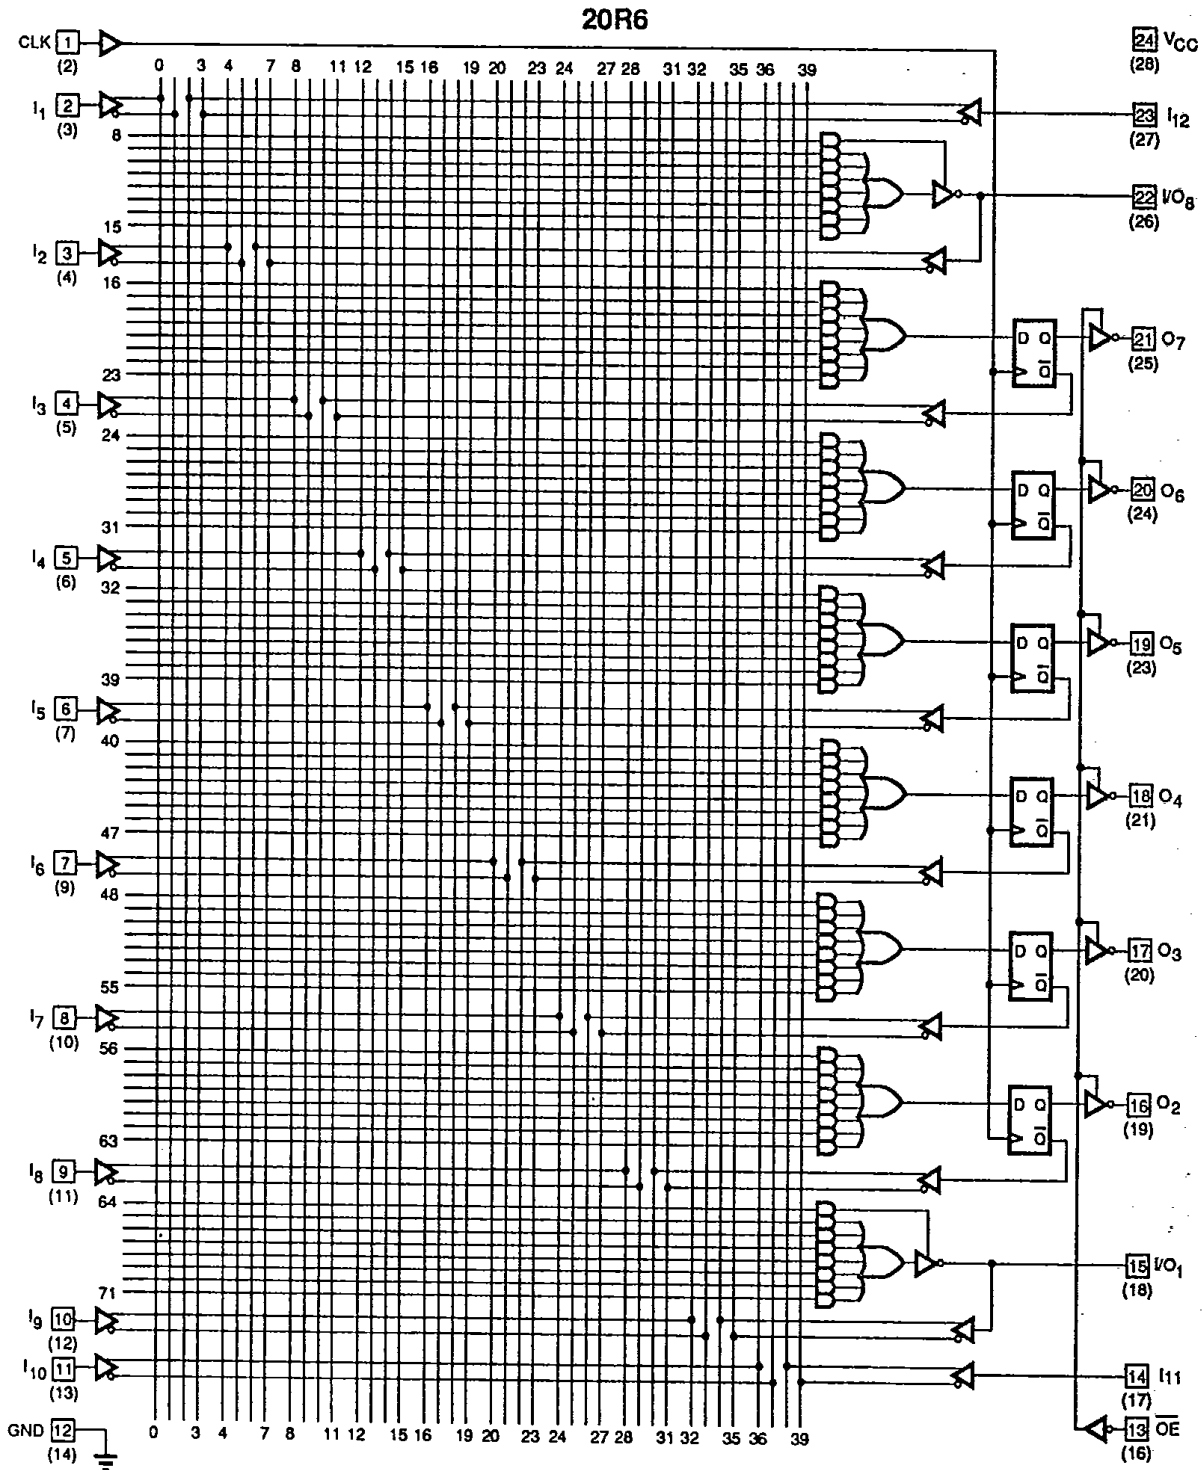 20R6
CLK 1 (2)
24 VCC (28)
0 3 4 7 8 11 12 15 16 19 20 23 24 27 28 31 32 35 36 39
I1 2 (3)
23 I12 (27)
8
22 I/O8 (26)
15
I2 3 (4)
16
D Q Q
21 O7 (25)
23
I3 4 (5)
24
D Q Q
20 O6 (24)
31
I4 5 (6)
32
D Q Q
19 O5 (23)
39
I5 6 (7)
40
D Q Q
18 O4 (21)
47
I6 7 (9)
48
D Q Q
17 O3 (20)
55
I7 8 (10)
56
D Q Q
16 O2 (19)
63
I8 9 (11)
64
15 I/O1 (18)
71
I9 10 (12)
I10 11 (13)
14 I11 (17)
GND 12 (14)
0 3 4 7 8 11 12 15 16 19 20 23 24 27 28 31 32 35 36 39
13 OE (16)